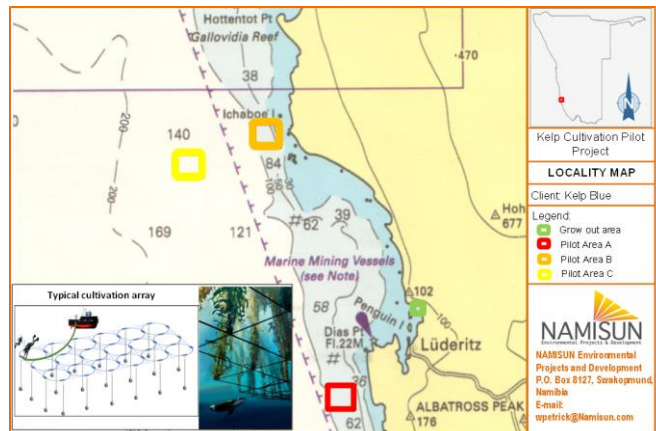 Hottentot Pt
Gallovidia Reef
38
470
Ichaboe I
140
84
200
200
100
169
121
#
62
39
Marine Mining Vessels
(see Note)
58
Penguin I
102
100
Dias Pt
Fl.22M
#
Lüderitz
36
62
ALBATROSS PEAK
176
Hoh
677
Typical cultivation array
N
Kelp Cultivation Pilot
Project
LOCALITY MAP
Client: Kelp Blue
Legend:
Grow out area
Pilot Area A
Pilot Area B
Pilot Area C
NAMISUN
Environmental Projects & Development
NAMISUN Environmental
Projects and Development
P.O. Box 8127, Swakopmund,
Namibia
E-mail:
wpetrick@Namisun.com